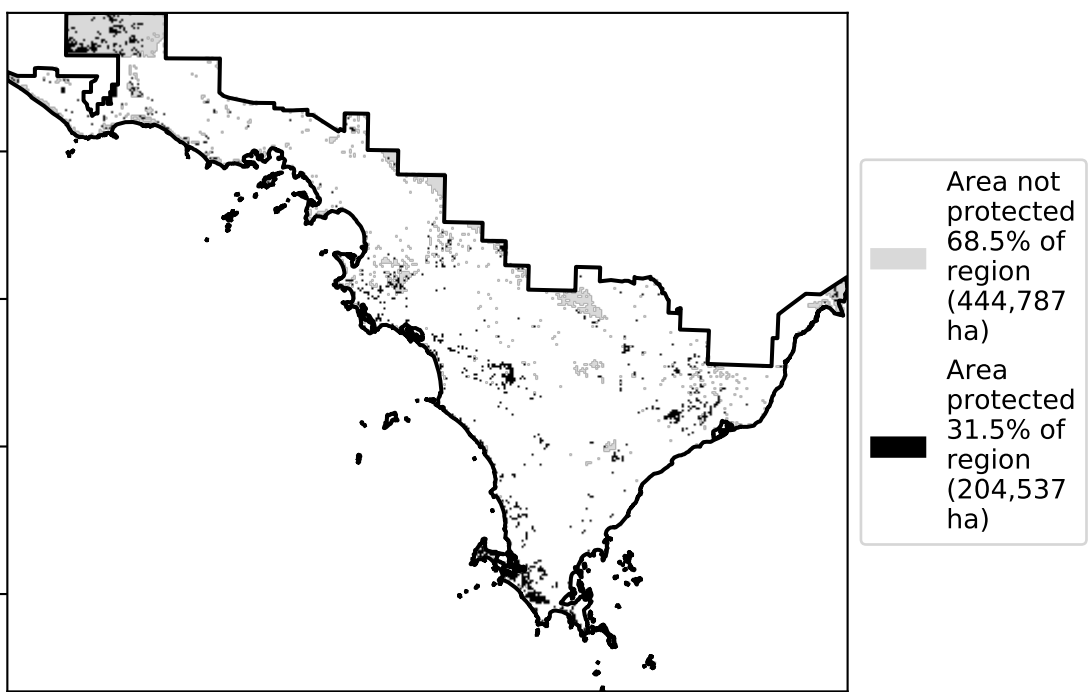 Area not
protected
68.5% of
region
(444,787
ha)
Area
protected
31.5% of
region
(204,537
ha)